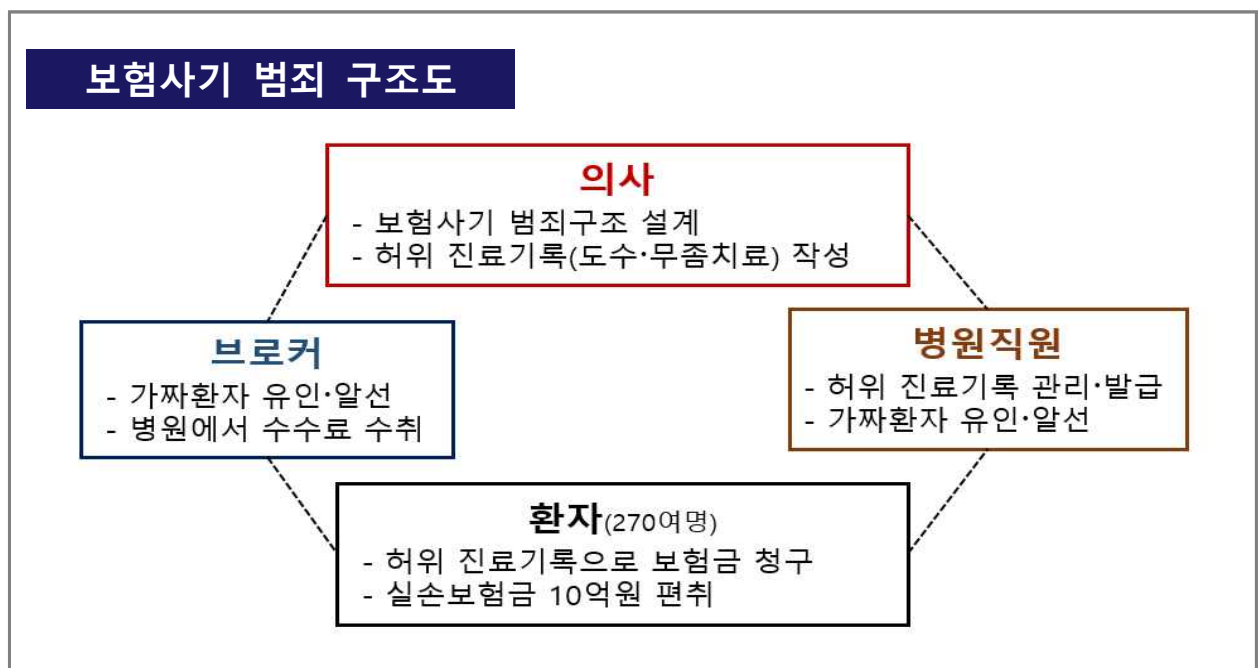 보험사기 범죄 구조도
의사
- 보험사기 범죄구조 설계
- 허위 진료기록(도수·무좀치료) 작성
브로커
- 가짜환자 유인·알선
- 병원에서 수수료 수취
병원직원
- 허위 진료기록 관리·발급
- 가짜환자 유인·알선
환자(270여명)
- 허위 진료기록으로 보험금 청구
- 실손보험금 10억원 편취